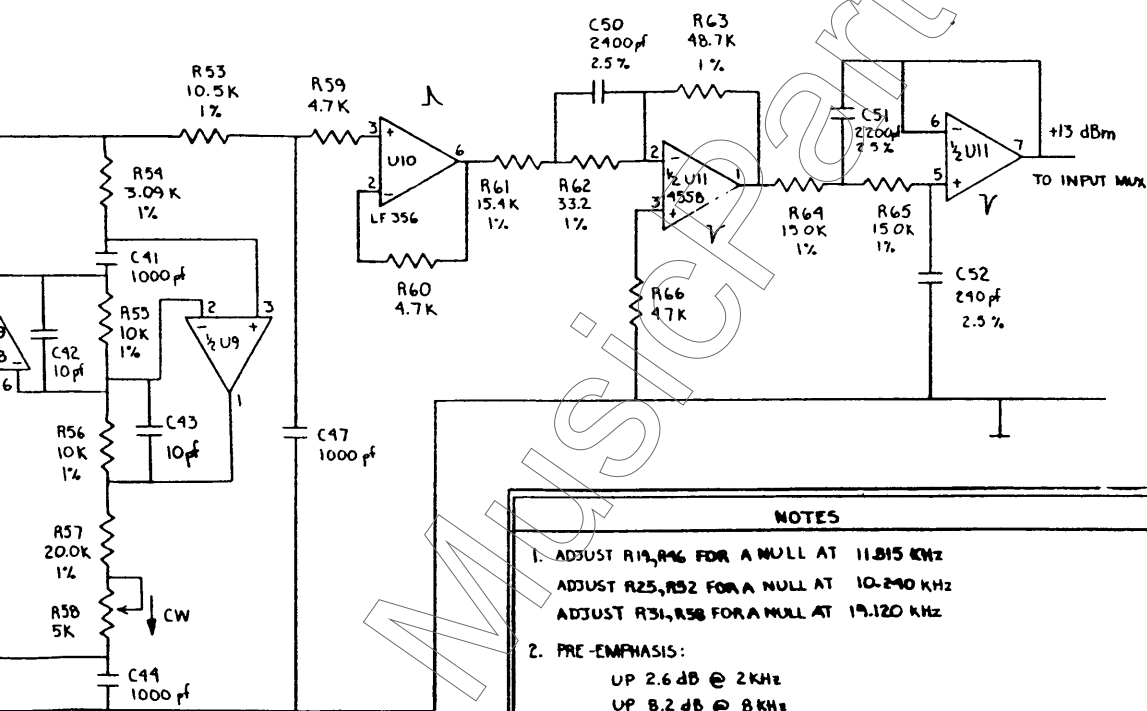 R53
10.5K
1%
R59
4.7K
C50
2400pf
2.5%
R63
48.7K
1%
R54
3.09K
1%
3
+
U10
6
2
−
LF 356
R60
4.7K
R61
15.4K
1%
R62
33.2
1%
2
−
½ U11
1
4558
3
+
R66
4.7K
R64
15.0K
1%
R65
15.0K
1%
C51
2.5%
6
−
½ U11
7
5
+
+13 dBm
TO INPUT MUX
C52
240pf
2.5%
C41
1000pf
R55
10K
1%
2
3
−
+
½ U9
1
C42
10pf
−
6
R56
10K
1%
C43
10pf
C47
1000pf
R57
20.0K
1%
R58
5K
CW
C44
1000pf
NOTES
1. ADJUST R19,R46 FOR A NULL AT 11.815 KHz
ADJUST R25,R52 FOR A NULL AT 10.240 KHz
ADJUST R31,R58 FOR A NULL AT 19.120 KHz
2. PRE-EMPHASIS:
UP 2.6 dB @ 2KHz
UP 8.2 dB @ 8KHz
MusicPart